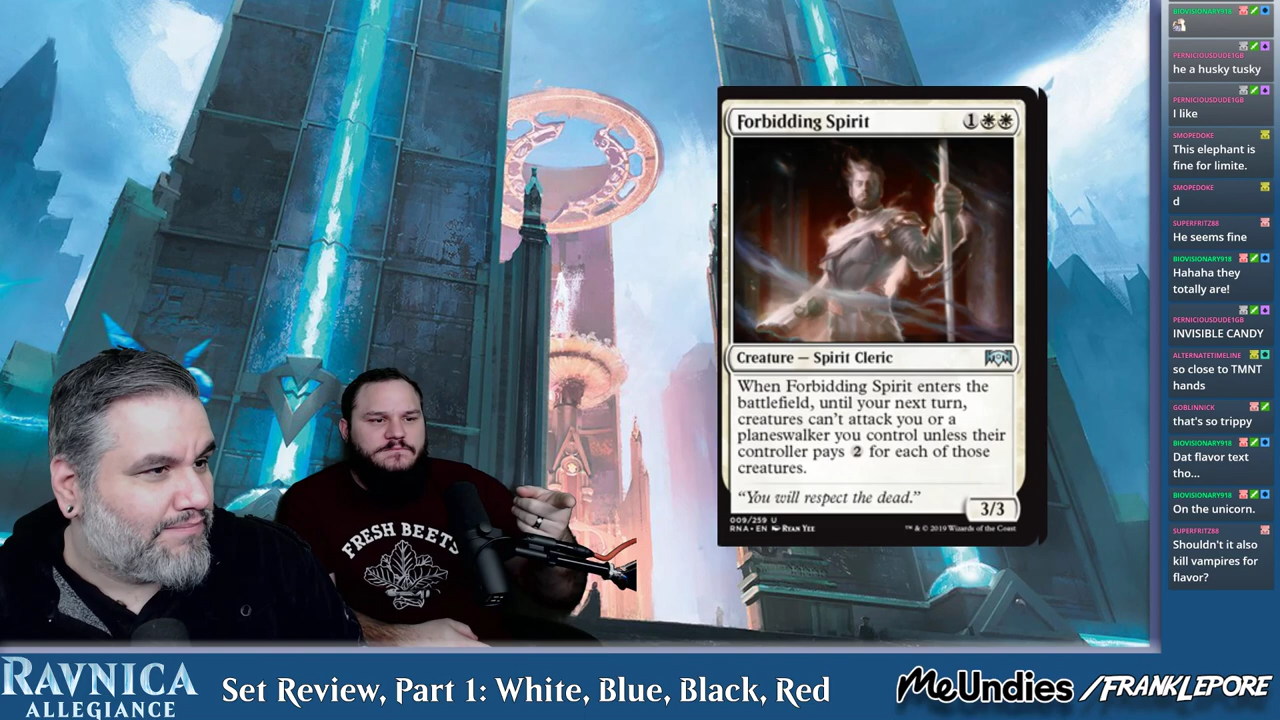 Forbidding Spirit 1
Creature — Spirit Cleric
When Forbidding Spirit enters the
battlefield, until your next turn,
creatures can't attack you or a
planeswalker you control unless their
controller pays 2 for each of those
creatures.
“You will respect the dead.”
3/3
009/259 U
RNA • EN Ryan Yee
™ & © 2019 Wizards of the Coast
FRESH BEETS
BIOVISIONARY918
PERNICIOUSDUDE1GB
he a husky tusky
PERNICIOUSDUDE1GB
I like
SMOPEDOKE
This elephant is
fine for limite.
SMOPEDOKE
d
SUPERFRITZ88
He seems fine
BIOVISIONARY918
Hahaha they
totally are!
PERNICIOUSDUDE1GB
INVISIBLE CANDY
ALTERNATETIMELINE
so close to TMNT
hands
GOBLINNICK
that's so trippy
BIOVISIONARY918
Dat flavor text
tho...
BIOVISIONARY918
On the unicorn.
SUPERFRITZ88
Shouldn't it also
kill vampires for
flavor?
RAVNICA
ALLEGIANCE
Set Review, Part 1: White, Blue, Black, Red
MeUndies /FRANKLEPORE